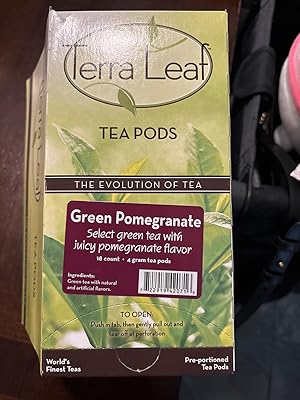 Terra Leaf
TEA PODS
THE EVOLUTION OF TEA
Green Pomegranate
Select green tea with
juicy pomegranate flavor
18 count • 4 gram tea pods
Ingredients:
Green tea with natural
and artificial flavors.
TO OPEN:
Push in tab, then gently pull out and
tear off at perforation
World's
Finest Teas
Pre-portioned
Tea Pods
TEA PODS